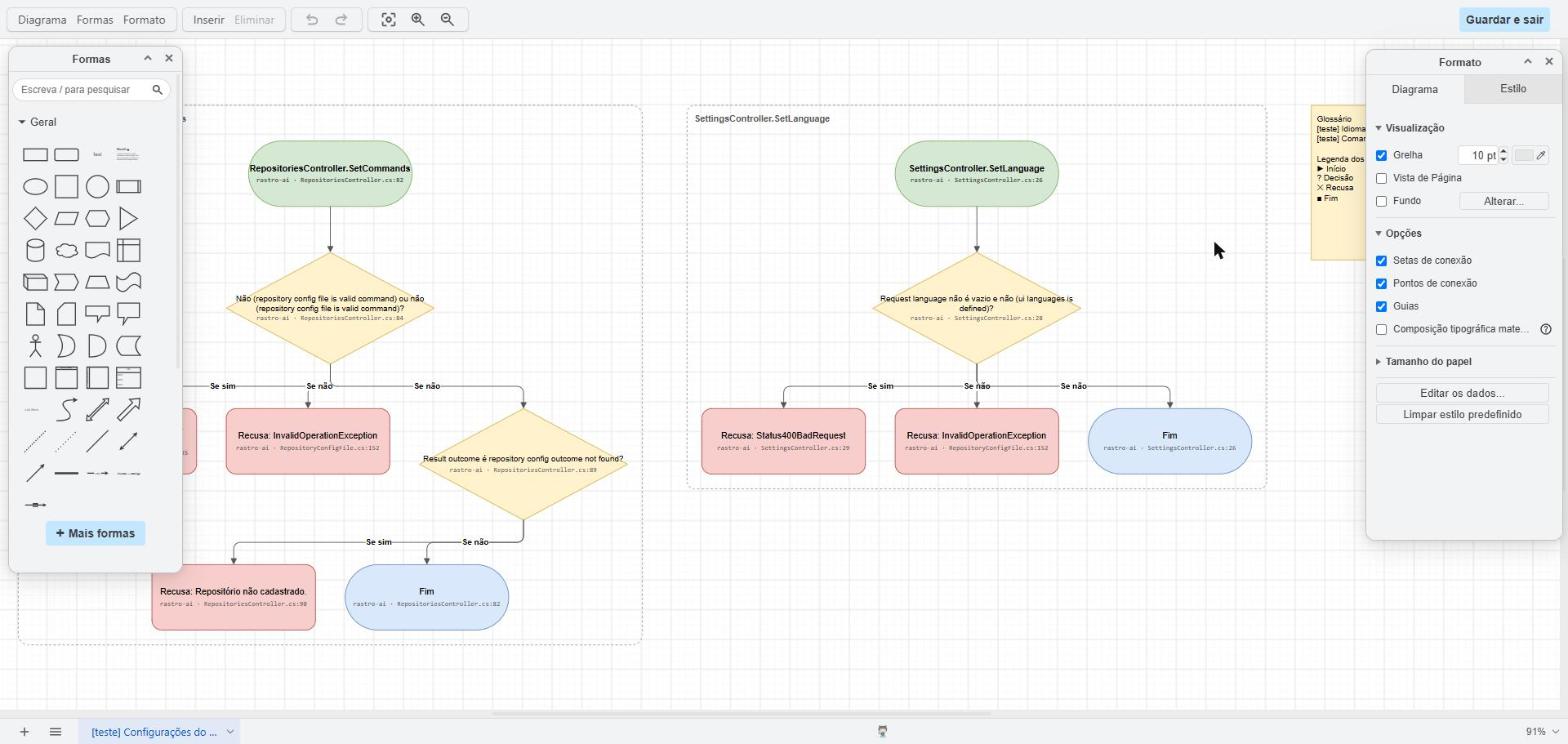 Diagrama Formas Formato Inserir Eliminar Guardar e sair
Formas
Escreva / para pesquisar
Geral
Text
Heading
Mais formas
s
RepositoriesController.SetCommands
rastro-ai · RepositoriesController.cs:82
Não (repository config file is valid command) ou não
(repository config file is valid command)?
rastro-ai · RepositoriesController.cs:84
Se sim Se não Se não
Recusa: InvalidOperationException
rastro-ai · RepositoryConfigFile.cs:152
Result outcome é repository config outcome not found?
rastro-ai · RepositoriesController.cs:89
Se sim Se não
Recusa: Repositório não cadastrado.
rastro-ai · RepositoriesController.cs:90
Fim
rastro-ai · RepositoriesController.cs:82
SettingsController.SetLanguage
SettingsController.SetLanguage
rastro-ai · SettingsController.cs:26
Request language não é vazio e não (ui languages is
defined)?
rastro-ai · SettingsController.cs:28
Se sim Se não Se não
Recusa: Status400BadRequest
rastro-ai · SettingsController.cs:29
Recusa: InvalidOperationException
rastro-ai · RepositoryConfigFile.cs:152
Fim
rastro-ai · SettingsController.cs:26
Glossário
[teste] Idioma
[teste] Comar
Legenda dos
▶ Início
? Decisão
✕ Recusa
■ Fim
Formato
Diagrama Estilo
Visualização
Grelha 10 pt
Vista de Página
Fundo Alterar...
Opções
Setas de conexão
Pontos de conexão
Guias
Composição tipográfica mate...
Tamanho do papel
Editar os dados...
Limpar estilo predefinido
[teste] Configurações do ...
91%